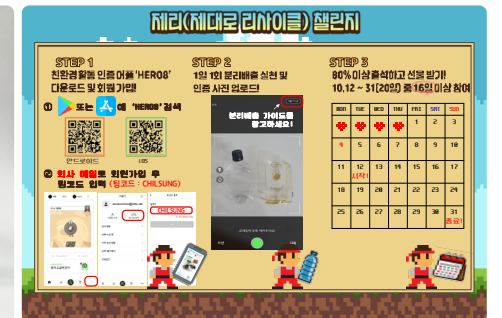 제리(제대로 리사이클) 챌린지
STEP 1
친환경 활동 인증 어플 'HERO8'
다운로드 및 회원 가입!
① 또는 에 'HERO8' 검색
안드로이드
IOS
② 회사 메일로 회원가입 후
팀코드 입력 (팀코드 : CHILSUNG)
CHILSUNG
STEP 2
1일 1회 분리배출 실천 및
인증 사진 업로드!
분리배출 가이드를
참고하세요!
STEP 3
80% 이상 출석하고 선물 받기!
10.12 ~ 31(20일) 중 16일 이상 참여
MON TUE WED THU FRI SAT SUN
1 2 3
4 5 6 7 8 9 10
11 12 13 14 15 16 17
시작!
18 19 20 21 22 23 24
25 26 27 28 29 30 31
종료!